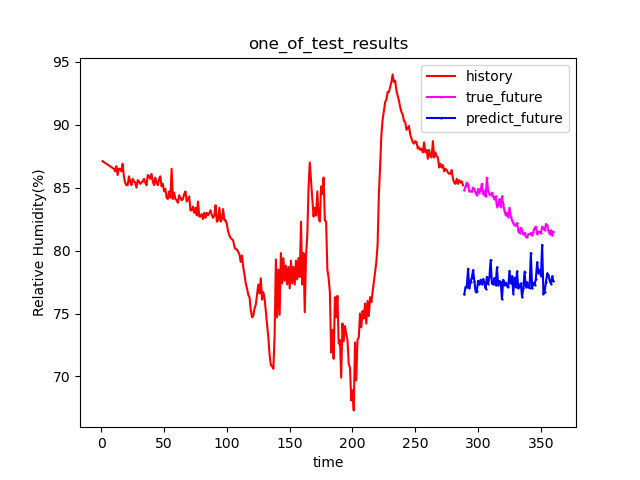 one_of_test_results
history
true_future
predict_future
Relative Humidity(%)
95
90
85
80
75
70
0 50 100 150 200 250 300 350
time